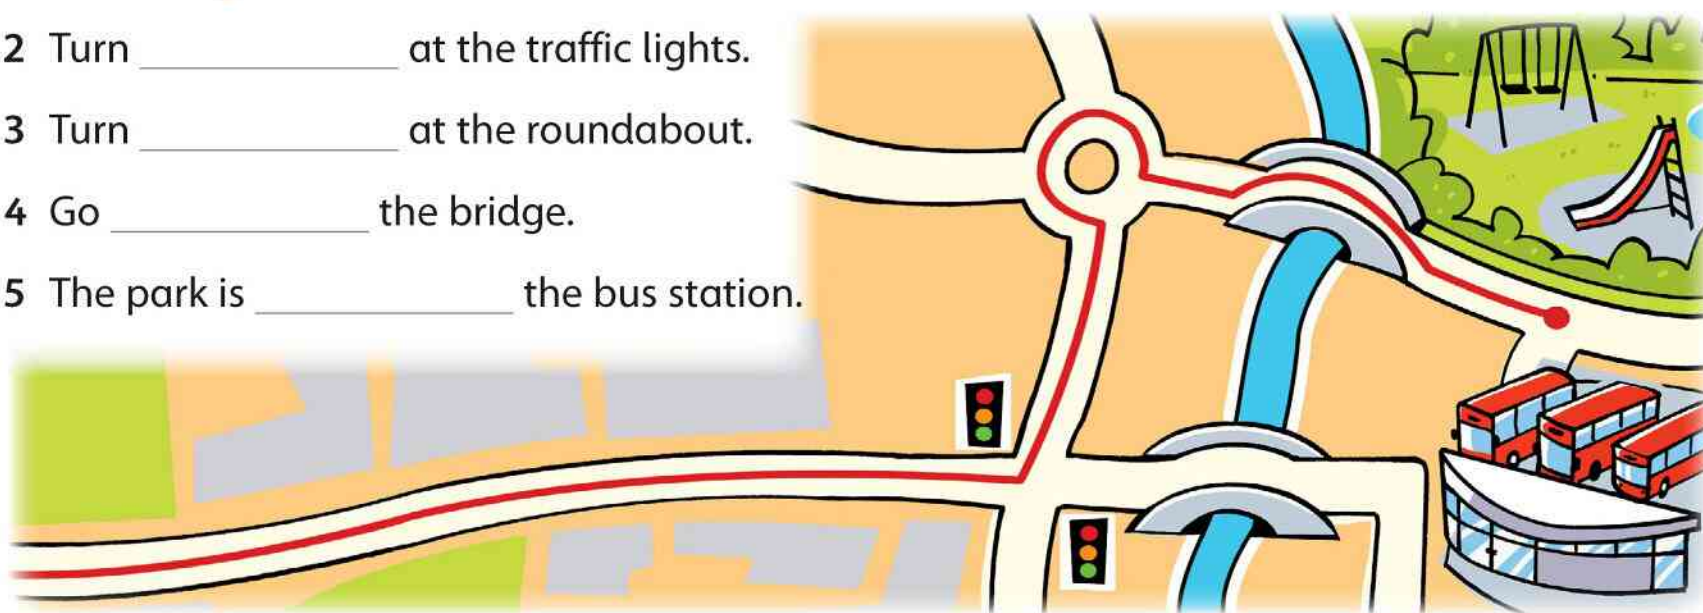 2 Turn ____________ at the traffic lights.
3 Turn ____________ at the roundabout.
4 Go ____________ the bridge.
5 The park is ____________ the bus station.